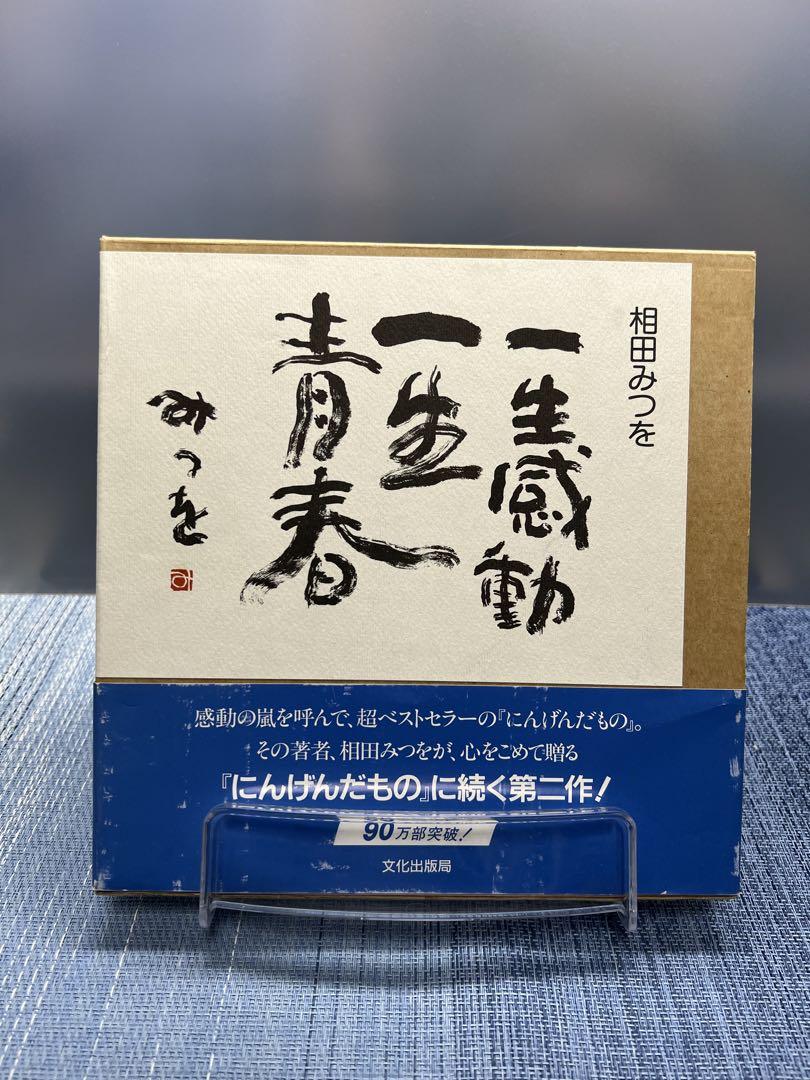 相田みつを
一生感動
一生
青春
みつを
感動の嵐を呼んで、超ベストセラーの『にんげんだもの』。
その著者、相田みつをが、心をこめて贈る
『にんげんだもの』に続く第二作!
90万部突破!
文化出版局